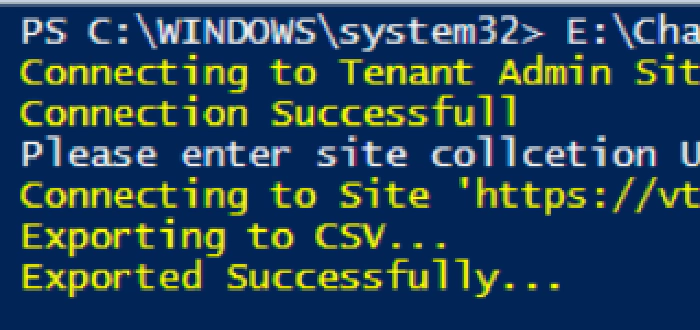 PS C:\WINDOWS\system32> E:\Cha
Connecting to Tenant Admin Sit
Connection Successfull
Please enter site collcetion U
Connecting to Site 'https://vt
Exporting to CSV...
Exported Successfully...